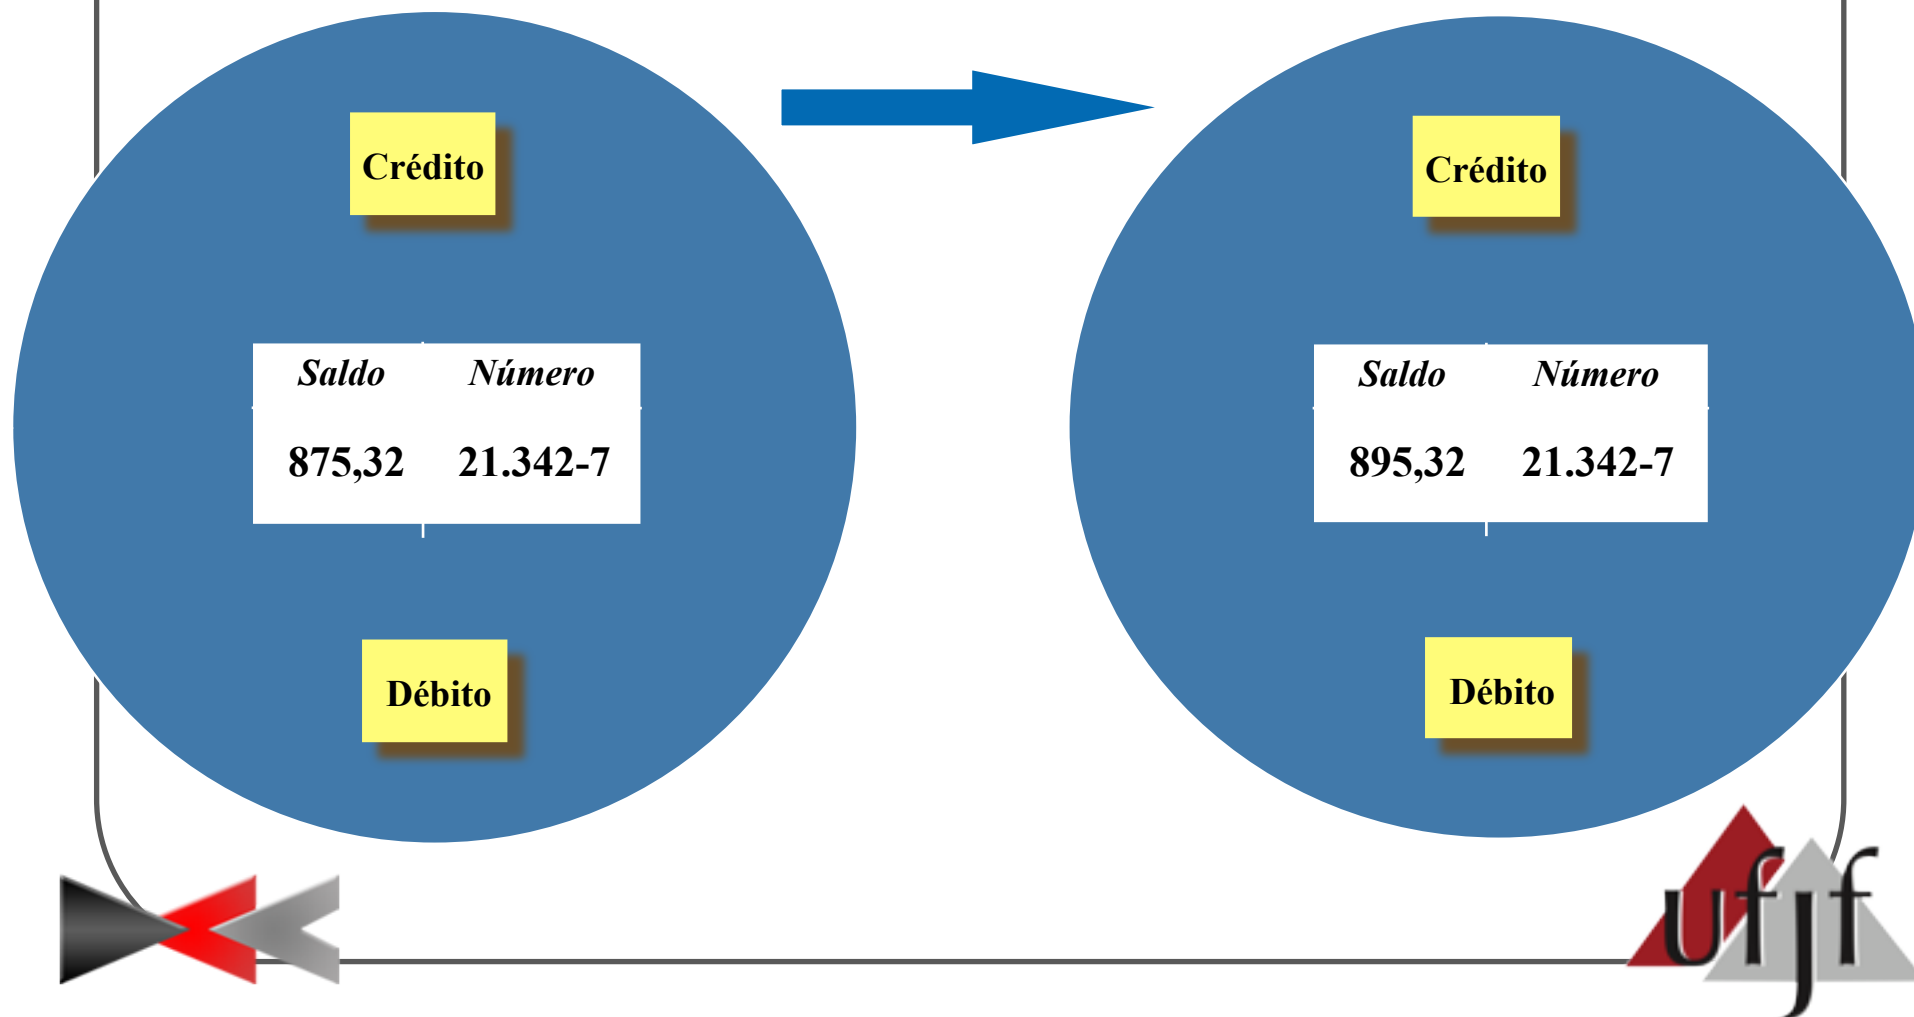 Crédito
Saldo Número
875,32 21.342-7
Débito
Crédito
Saldo Número
895,32 21.342-7
Débito
ufjf